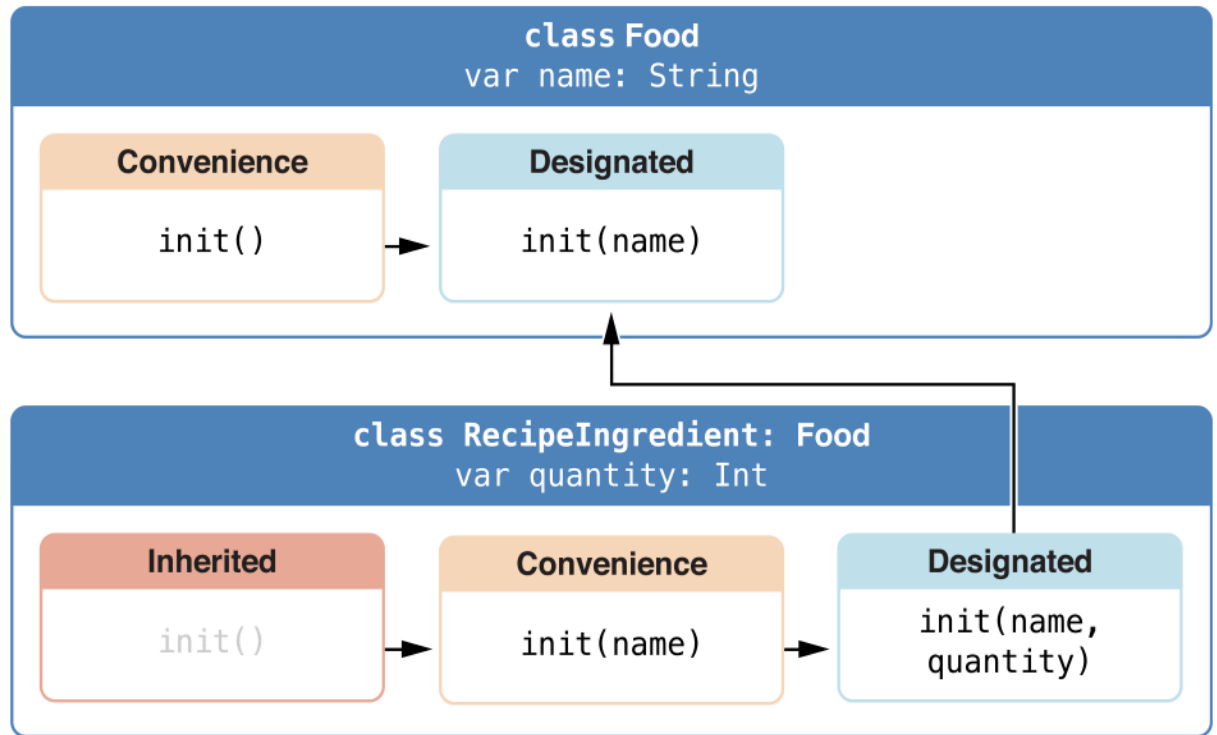 class Food
var name: String
Convenience
Designated
init()
init(name)
class RecipeIngredient: Food
var quantity: Int
Inherited
Convenience
Designated
init()
init(name)
init(name,
quantity)